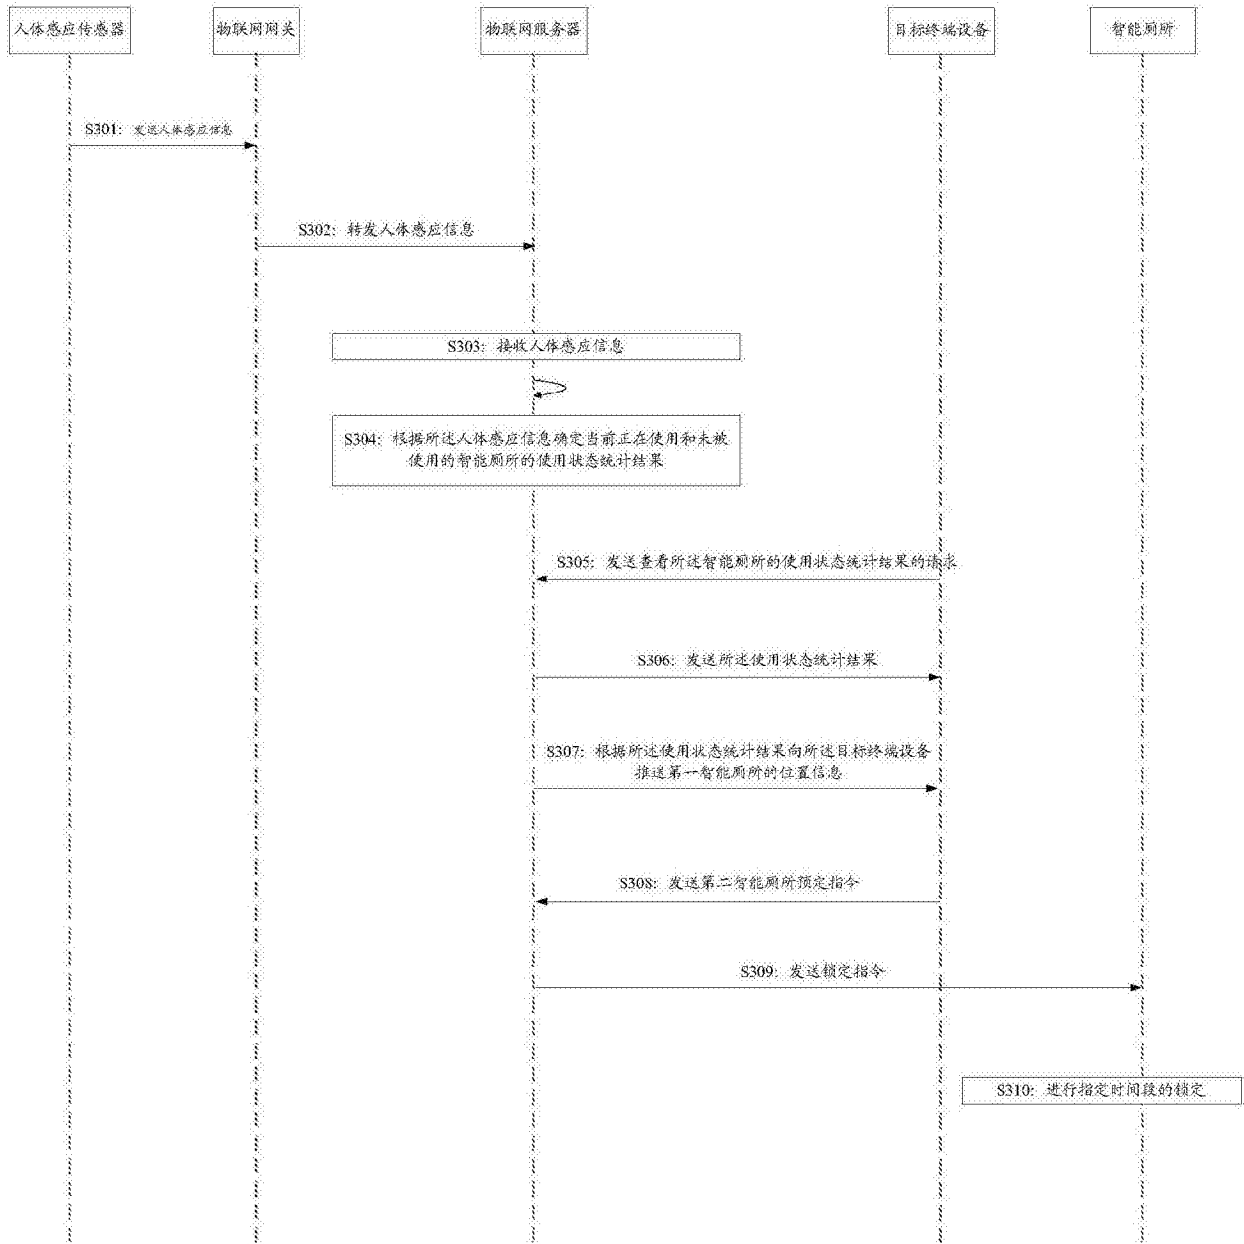 人体感应传感器
物联网网关
物联网服务器
目标终端设备
智能厕所
S301：发送人体感应信息
S302：转发人体感应信息
S303：接收人体感应信息
S304：根据所述人体感应信息确定当前正在使用和未被
使用的智能厕所的使用状态统计结果
S305：发送查看所述智能厕所的使用状态统计结果的请求
S306：发送所述使用状态统计结果
S307：根据所述使用状态统计结果向所述目标终端设备
推送第一智能厕所的位置信息
S308：发送第二智能厕所预定指令
S309：发送锁定指令
S310：进行指定时间段的锁定